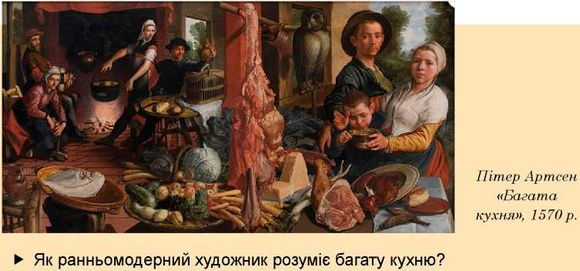 Пітер Артсен
«Багата
кухня», 1570 р.
► Як ранньомодерний художник розуміє багату кухню?